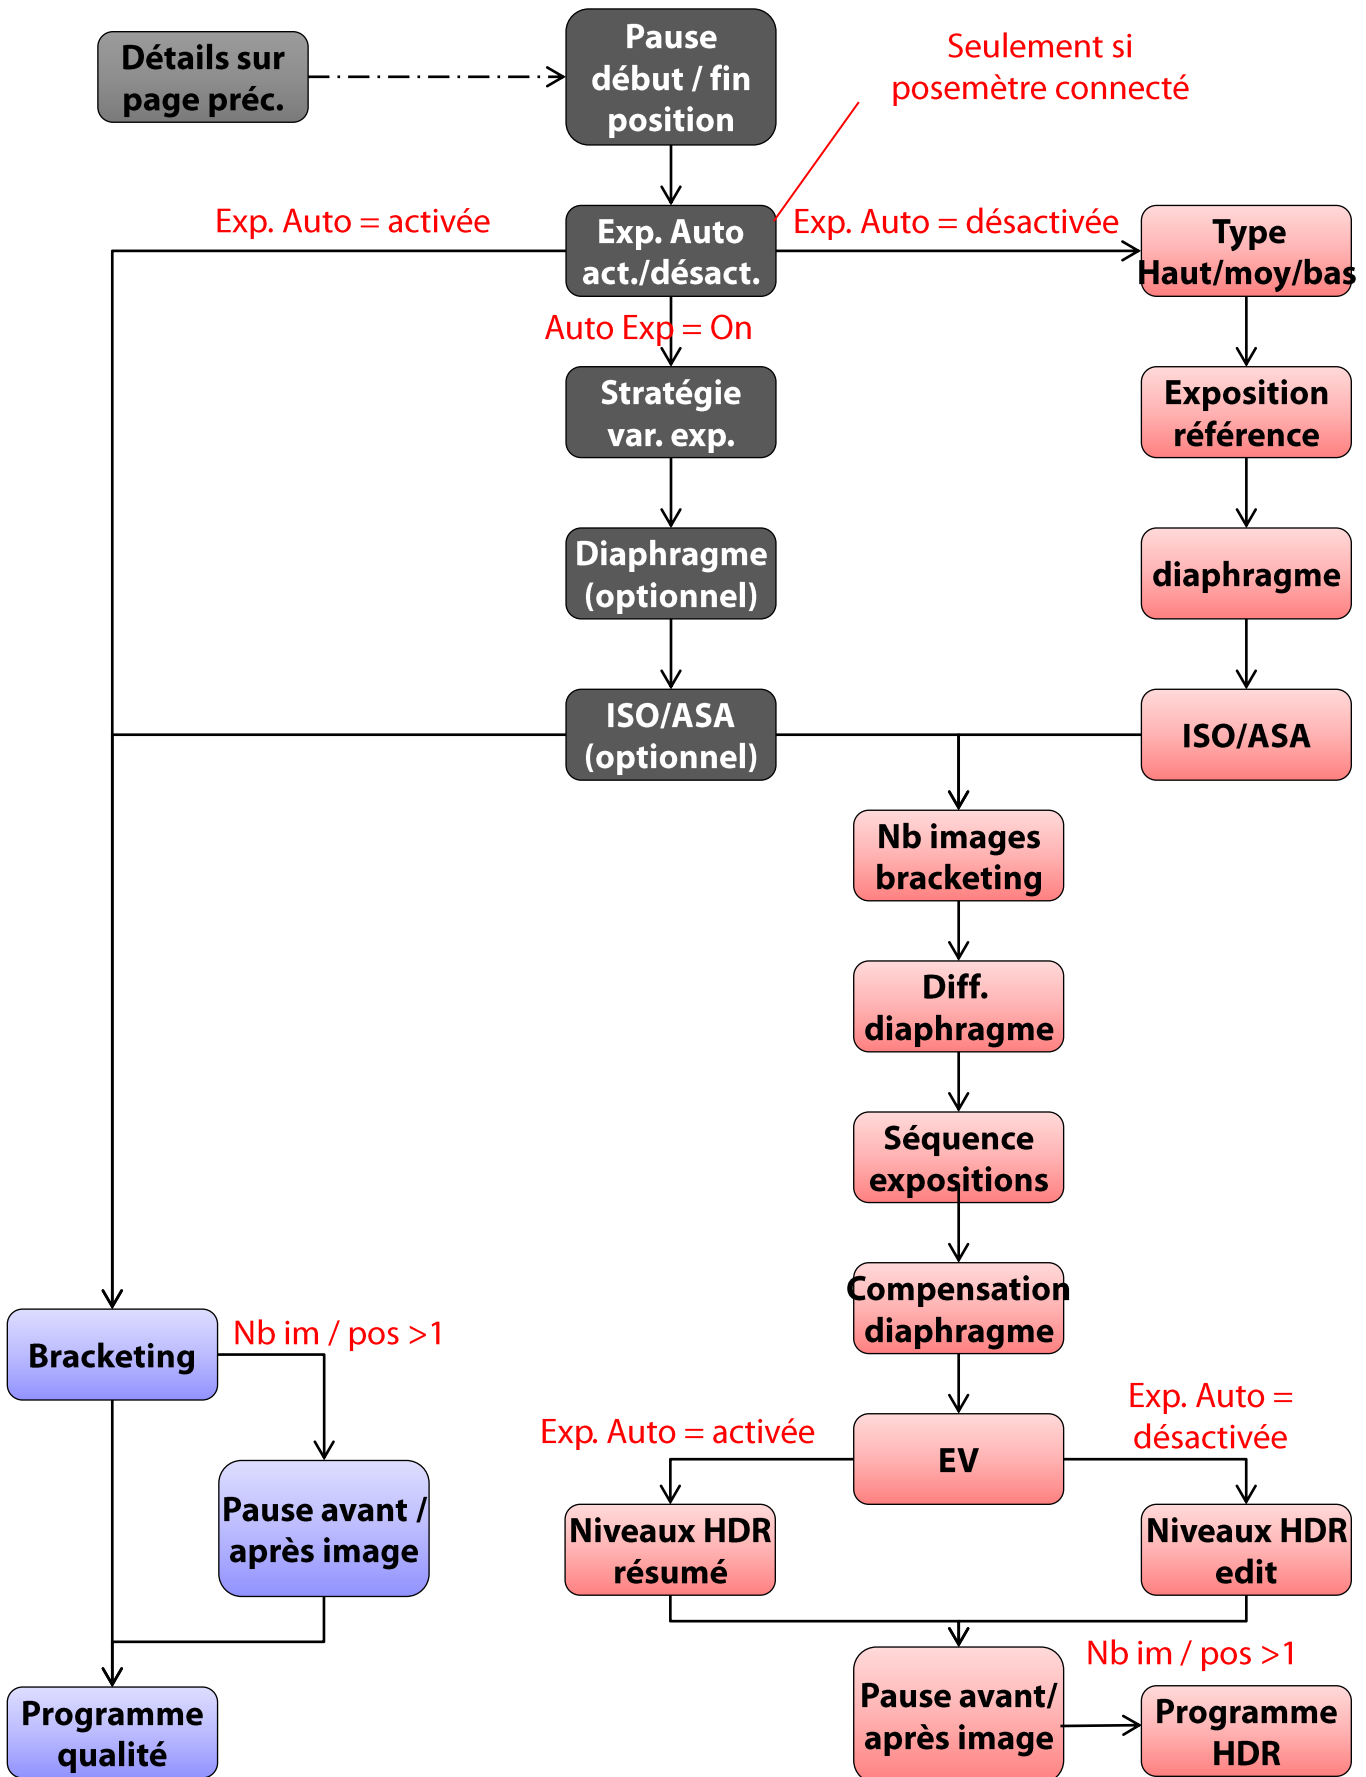 Détails sur
page préc.
Pause
début / fin
position
Seulement si
posemètre connecté
Exp. Auto = activée
Exp. Auto
act./désact.
Exp. Auto = désactivée
Type
Haut/moy/bas
Auto Exp = On
Stratégie
var. exp.
Exposition
référence
Diaphragme
(optionnel)
diaphragme
ISO/ASA
(optionnel)
ISO/ASA
Nb images
bracketing
Diff.
diaphragme
Séquence
expositions
Compensation
diaphragme
Bracketing
Nb im / pos >1
Exp. Auto = activée
EV
Exp. Auto =
désactivée
Pause avant /
après image
Niveaux HDR
résumé
Niveaux HDR
edit
Programme
qualité
Pause avant/
après image
Nb im / pos >1
Programme
HDR